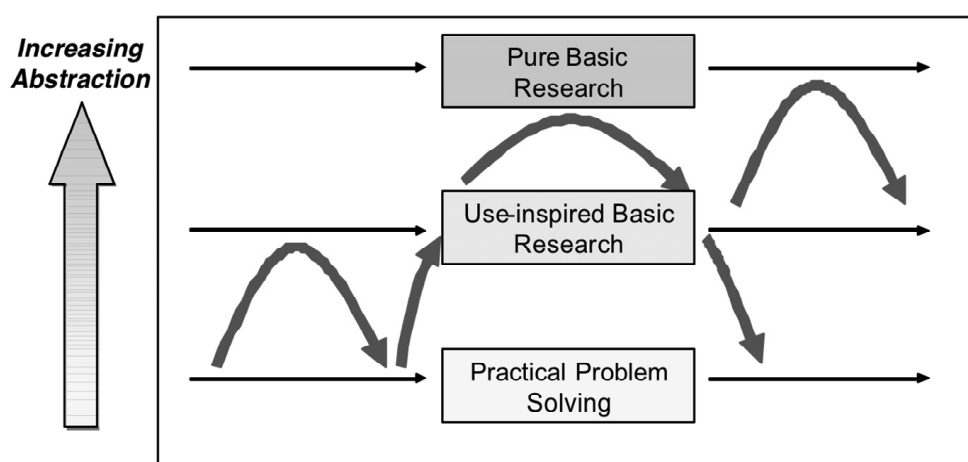 Increasing
Abstraction
Pure Basic
Research
Use-inspired Basic
Research
Practical Problem
Solving